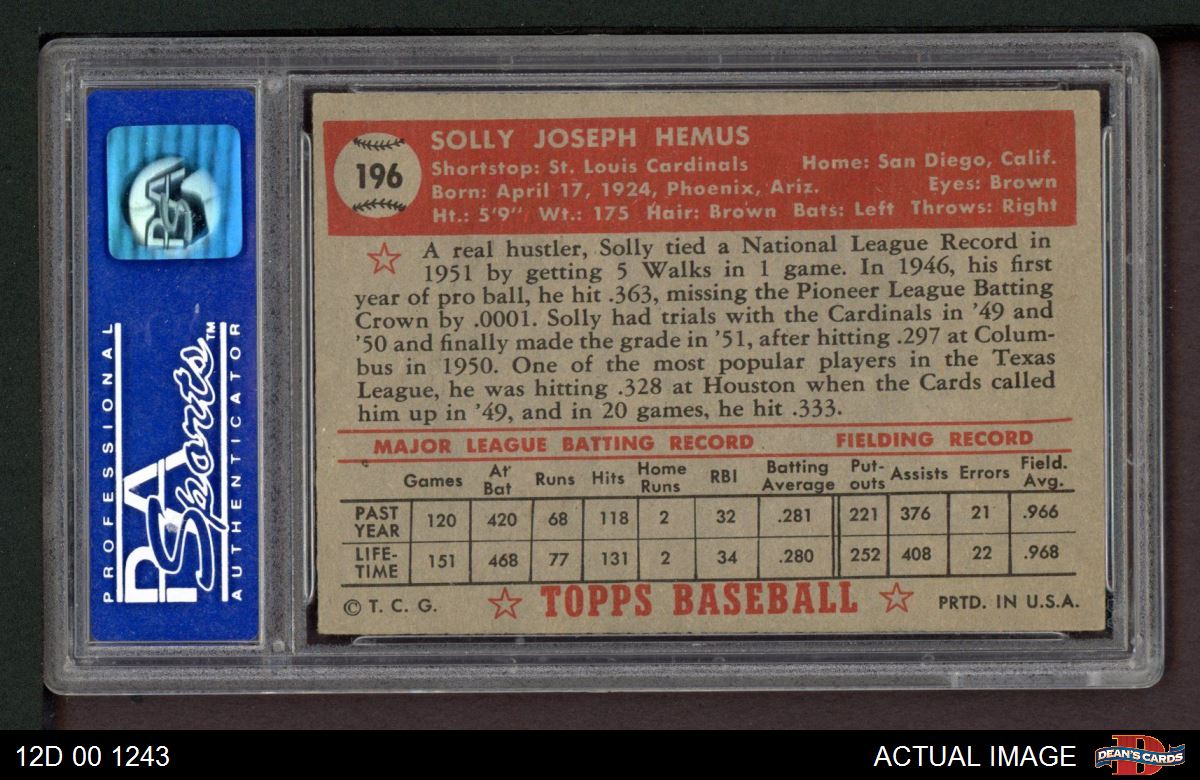 PROFESSIONAL
PSA Sports™
AUTHENTICATOR
PSA
196
SOLLY JOSEPH HEMUS
Shortstop: St. Louis Cardinals Home: San Diego, Calif.
Born: April 17, 1924, Phoenix, Ariz. Eyes: Brown
Ht.: 5'9" Wt.: 175 Hair: Brown Bats: Left Throws: Right
A real hustler, Solly tied a National League Record in
1951 by getting 5 Walks in 1 game. In 1946, his first
year of pro ball, he hit .363, missing the Pioneer League Batting
Crown by .0001. Solly had trials with the Cardinals in '49 and
'50 and finally made the grade in '51, after hitting .297 at Colum-
bus in 1950. One of the most popular players in the Texas
League, he was hitting .328 at Houston when the Cards called
him up in '49, and in 20 games, he hit .333.
MAJOR LEAGUE BATTING RECORD FIELDING RECORD
Games At Bat Runs Hits Home Runs RBI Batting Average Put-outs Assists Errors Field. Avg.
PAST YEAR 120 420 68 118 2 32 .281 221 376 21 .966
LIFE-TIME 151 468 77 131 2 34 .280 252 408 22 .968
© T. C. G. TOPPS BASEBALL PRTD. IN U.S.A.
12D 00 1243 ACTUAL IMAGE DEAN'S CARDS